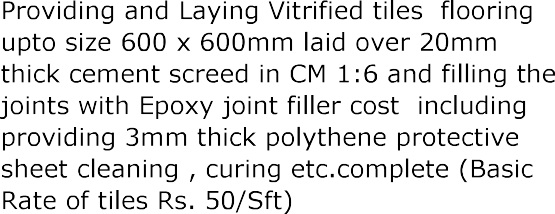 Providing and Laying Vitrified tiles  flooring
upto size 600 x 600mm laid over 20mm
thick cement screed in CM 1:6 and filling the
joints with Epoxy joint filler cost  including
providing 3mm thick polythene protective
sheet cleaning , curing etc.complete (Basic
Rate of tiles Rs. 50/Sft)